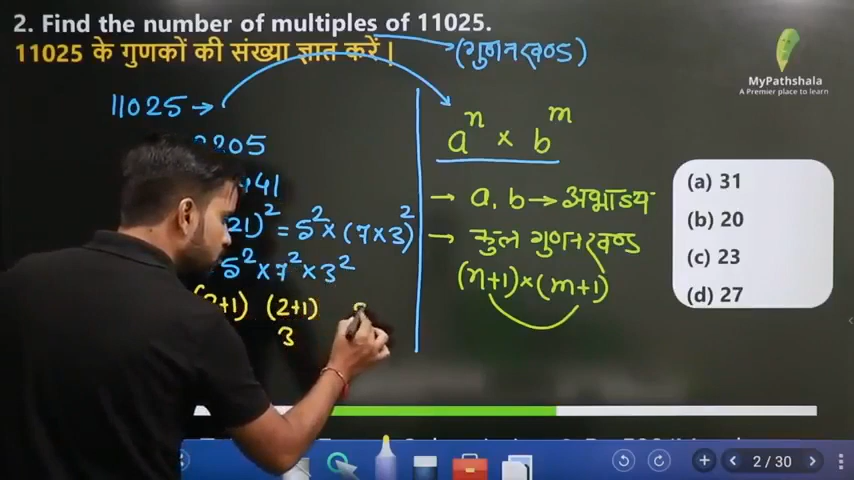 2. Find the number of multiples of 11025.
11025 के गुणकों की संख्या ज्ञात करें।
(गुणनखण्ड)
MyPathshala
A Premier place to learn
11025 →
2205
441
21)² = 5² × (7×3)²
5² × 7² × 3²
+1) (2+1)
3
aⁿ × bᵐ
→ a, b → अभाज्य
→ कुल गुणनखण्ड
(n+1)×(m+1)
(a) 31
(b) 20
(c) 23
(d) 27
2 / 30